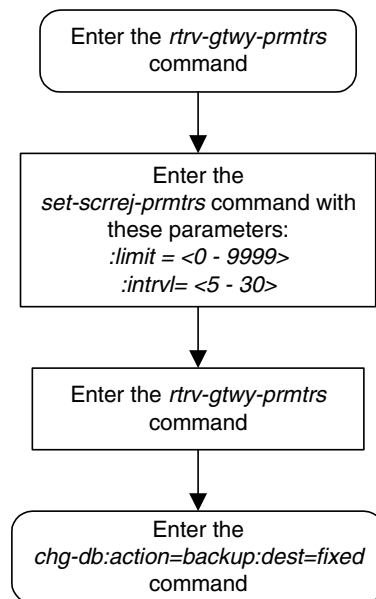 Enter the rtrv-gtwy-prmtrs
command
Enter the
set-scrrej-prmtrs command with
these parameters:
:limit = <0 - 9999>
:intrvl= <5 - 30>
Enter the rtrv-gtwy-prmtrs
command
Enter the
chg-db:action=backup:dest=fixed
command